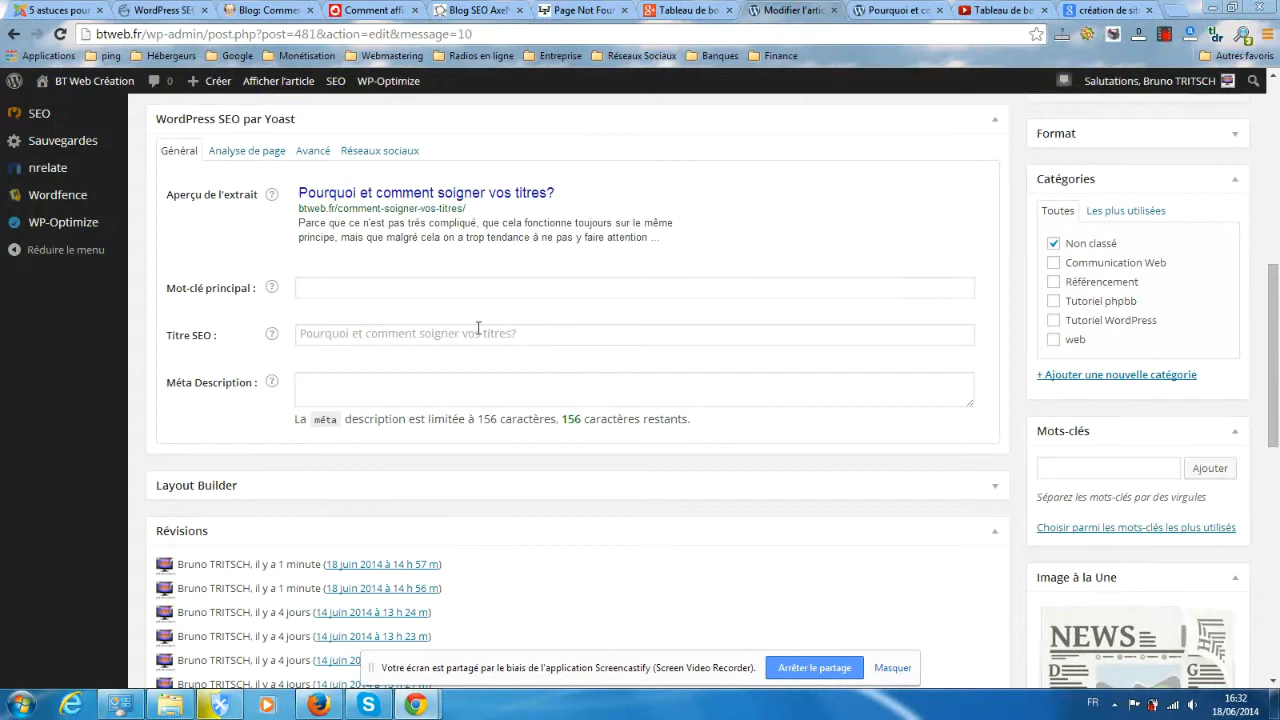 5 astuces pour
WordPress SEO
Blog: Comme
Comment affi
Blog SEO Axe
Page Not Four
Tableau de bo
Modifier l'artic
Pourquoi et co
Tableau de bo
création de sit
btweb.fr/wp-admin/post.php?post=481&action=edit&message=10
Applications
ping
Hébergeurs
Google
Monétisation
Webmastering
Radios en ligne
Entreprise
Réseaux Sociaux
Banques
Finance
Autres favoris
BT Web Création
0
Créer
Afficher l'article
SEO
WP-Optimize
Salutations, Bruno TRITSCH
SEO
Sauvegardes
nrelate
Wordfence
WP-Optimize
Réduire le menu
WordPress SEO par Yoast
Général
Analyse de page
Avancé
Réseaux sociaux
Aperçu de l'extrait
Pourquoi et comment soigner vos titres?
btweb.fr/comment-soigner-vos-titres/
Parce que ce n'est pas très compliqué, que cela fonctionne toujours sur le même
principe, mais que malgré cela on a trop tendance à ne pas y faire attention ...
Mot-clé principal :
Titre SEO :
Pourquoi et comment soigner vos titres?
Méta Description :
La méta description est limitée à 156 caractères, 156 caractères restants.
Layout Builder
Révisions
Bruno TRITSCH, il y a 1 minute (18 juin 2014 à 14 h 57 m)
Bruno TRITSCH, il y a 1 minute (18 juin 2014 à 14 h 56 m)
Bruno TRITSCH, il y a 4 jours (14 juin 2014 à 13 h 24 m)
Bruno TRITSCH, il y a 4 jours (14 juin 2014 à 13 h 23 m)
Bruno TRITSCH, il y a 4 jours (14 juin 20
Format
Catégories
Toutes
Les plus utilisées
Non classé
Communication Web
Référencement
Tutoriel phpbb
Tutoriel WordPress
web
+ Ajouter une nouvelle catégorie
Mots-clés
Ajouter
Séparez les mots-clés par des virgules
Choisir parmi les mots-clés les plus utilisés
Image à la Une
NEWS
Votre écran est partagé par le biais de l'application Screencastify (Screen Video Recorder).
Arrêter le partage
Masquer
FR
16:32
18/06/2014